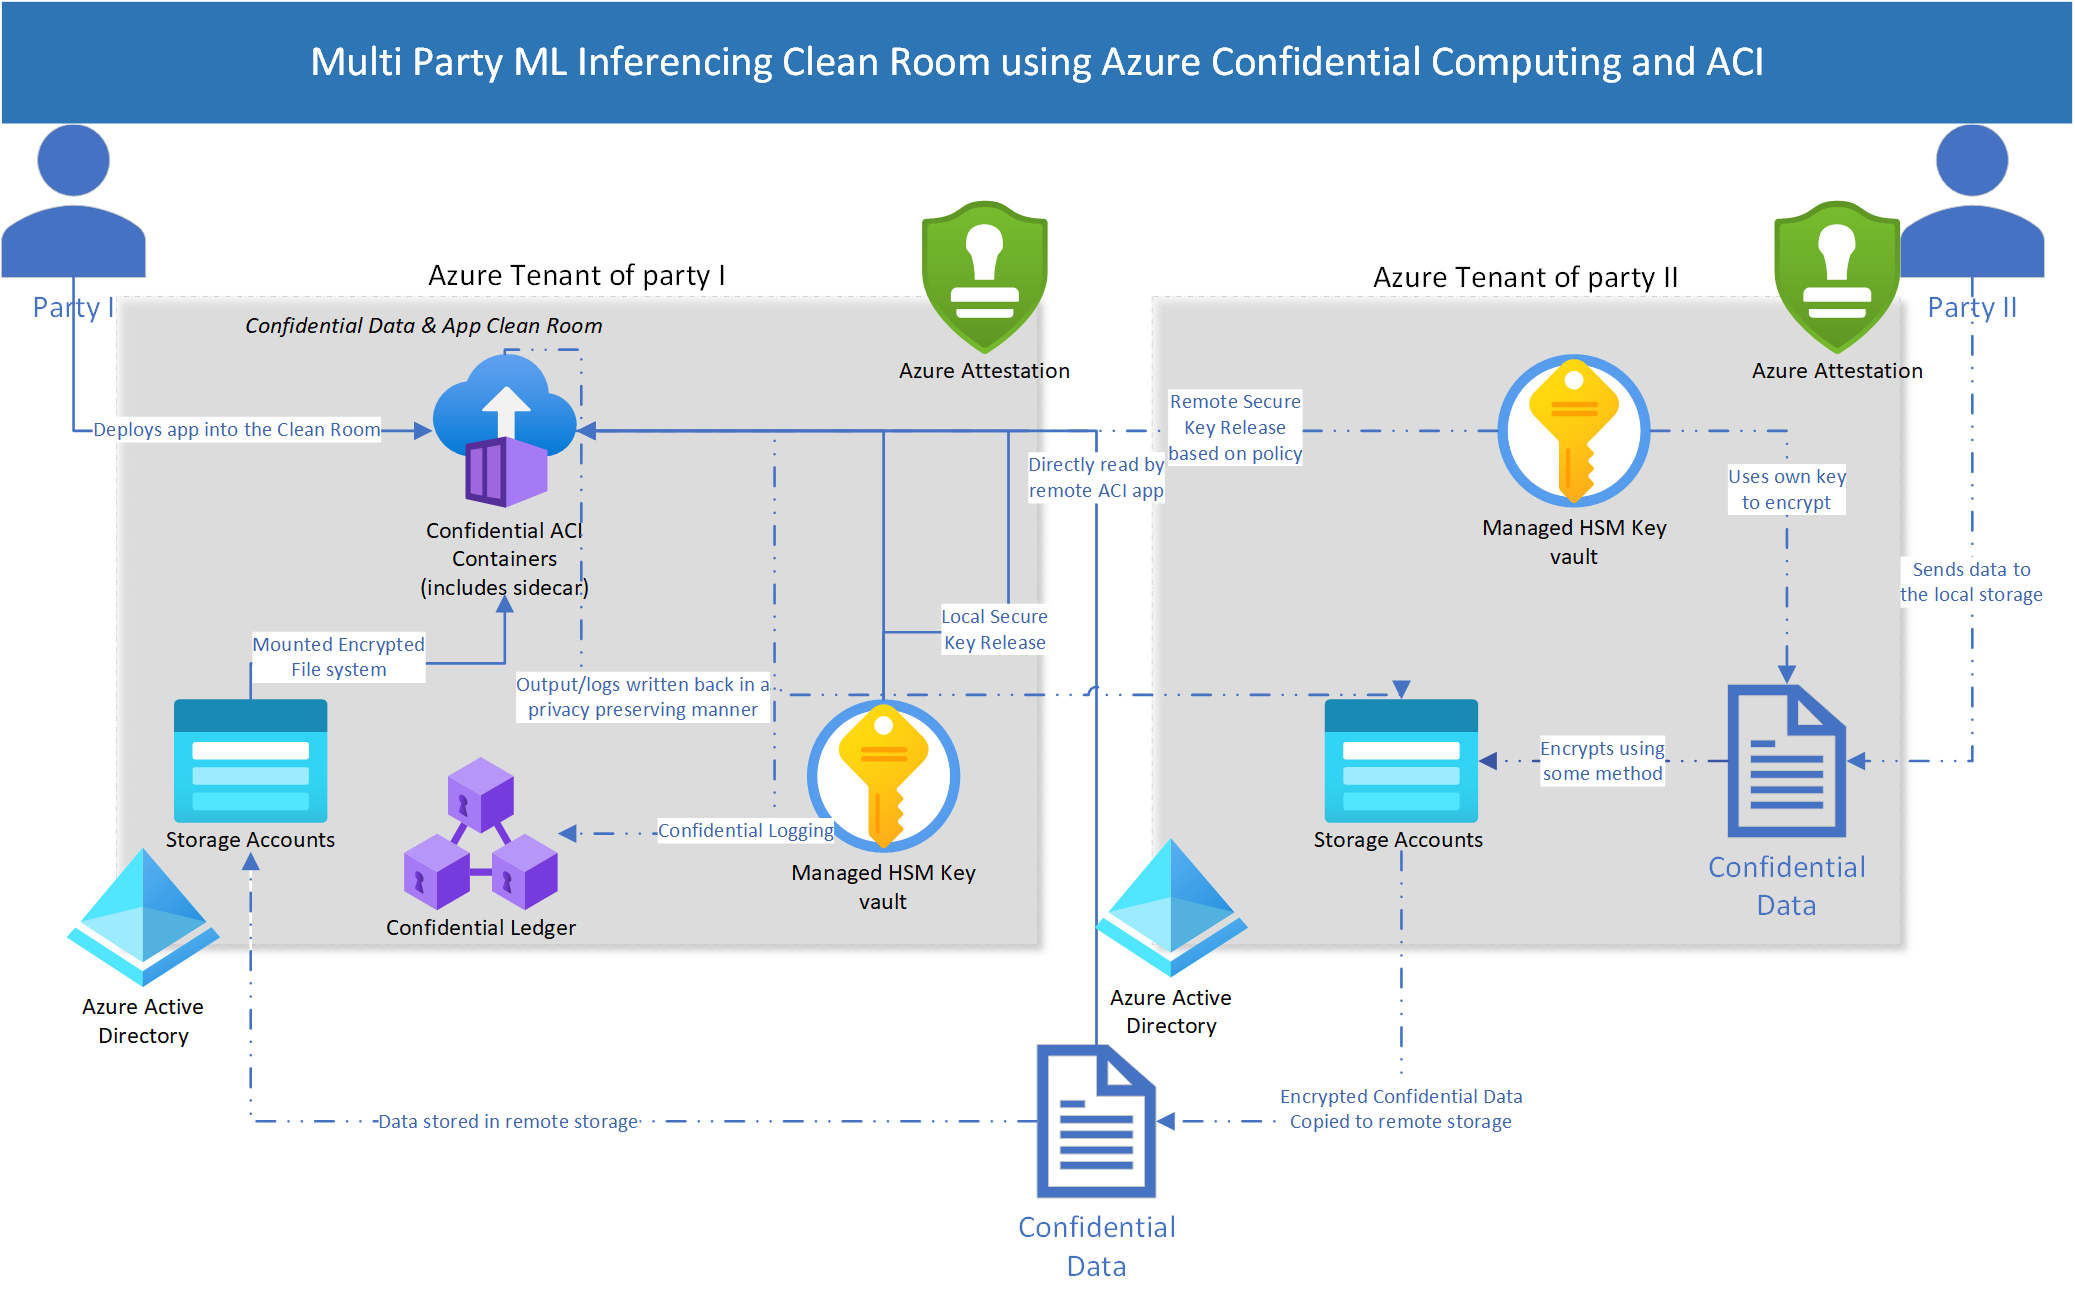 Multi Party ML Inferencing Clean Room using Azure Confidential Computing and ACI
Party I
Azure Tenant of party I
Confidential Data & App Clean Room
Azure Attestation
Deploys app into the Clean Room
Confidential ACI
Containers
(includes sidecar)
Mounted Encrypted
File system
Storage Accounts
Output/logs written back in a
privacy preserving manner
Local Secure
Key Release
Confidential Logging
Confidential Ledger
Managed HSM Key
vault
Azure Active
Directory
Directly read by
remote ACI app
Remote Secure
Key Release
based on policy
Azure Tenant of party II
Azure Attestation
Party II
Managed HSM Key
vault
Uses own key
to encrypt
Sends data to
the local storage
Encrypts using
some method
Storage Accounts
Confidential
Data
Azure Active
Directory
Encrypted Confidential Data
Copied to remote storage
Data stored in remote storage
Confidential
Data